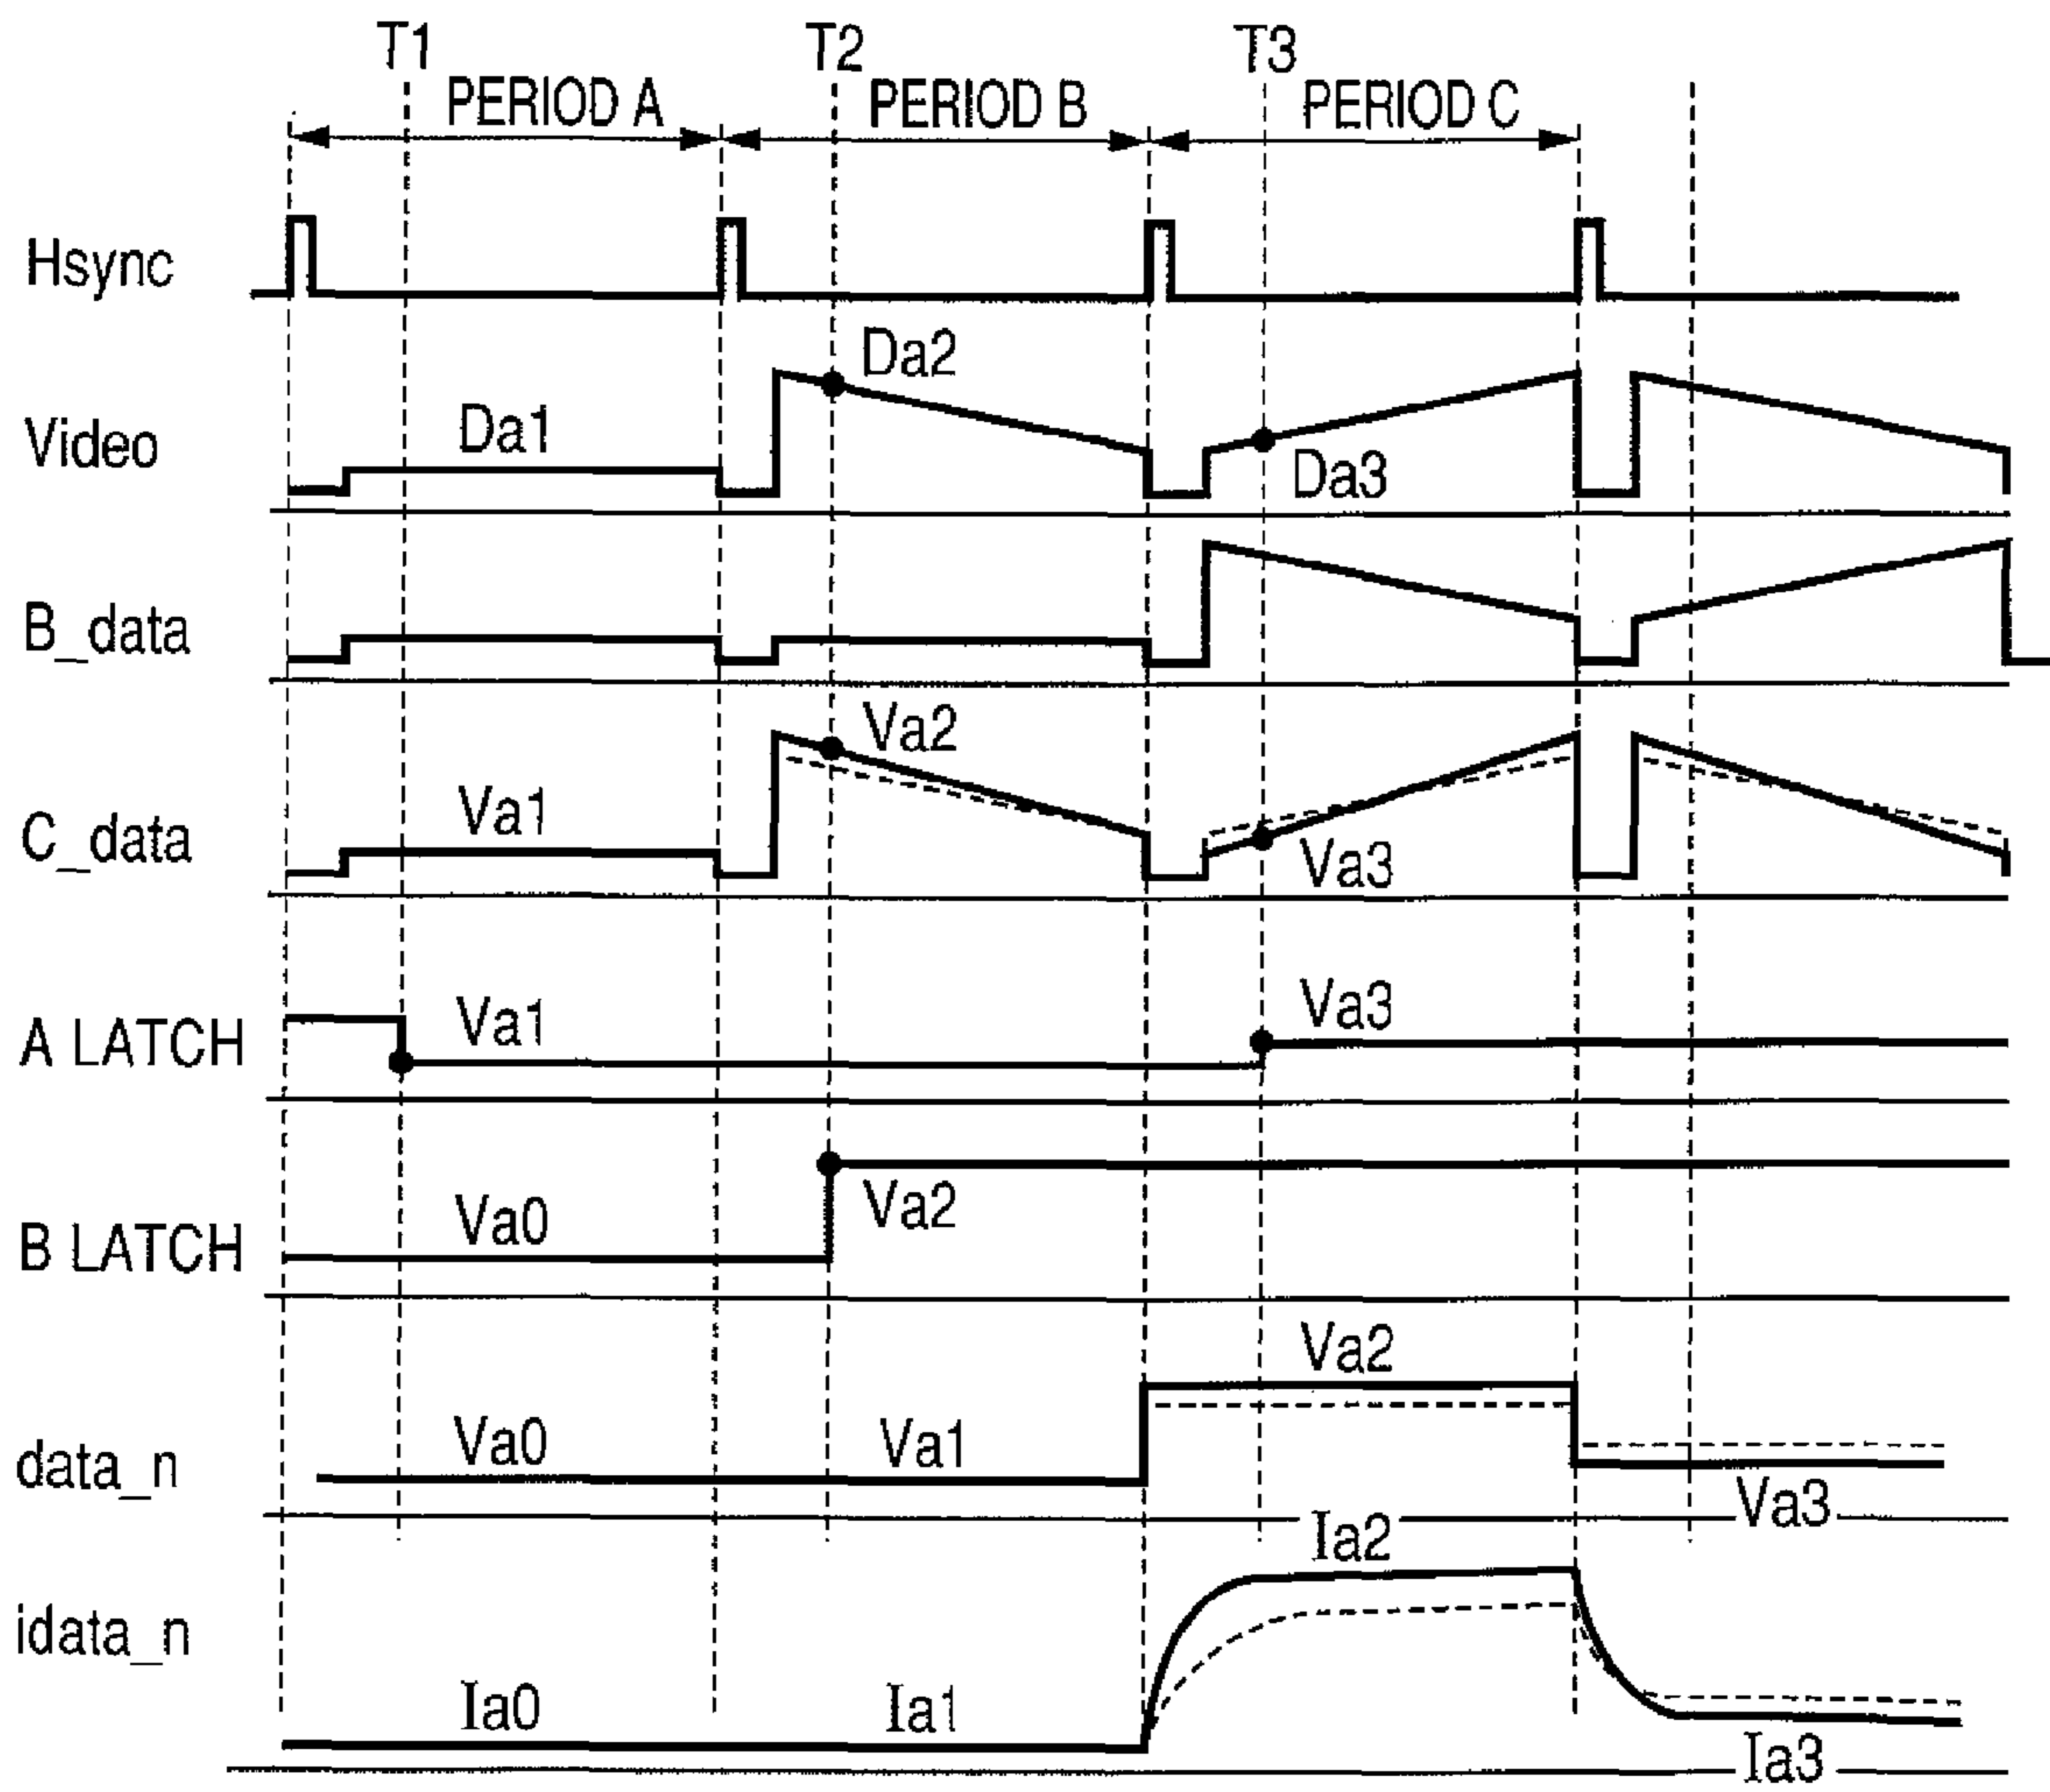 T1 T2 T3
PERIOD A PERIOD B PERIOD C
Hsync
Da2
Video Da1 Da3
B_data
Va2
C_data Va1 Va3
A LATCH Va1 Va3
B LATCH Va0 Va2
Va2
data_n Va0 Va1 Va3
Ia2
idata_n
Ia0 Ia1 Ia3